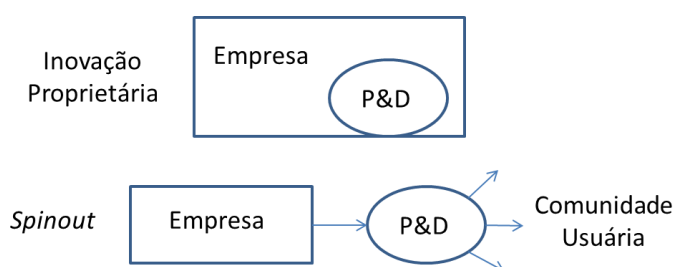 Inovação
Proprietária
Empresa
P&D
Spinout
Empresa
P&D
Comunidade
Usuária